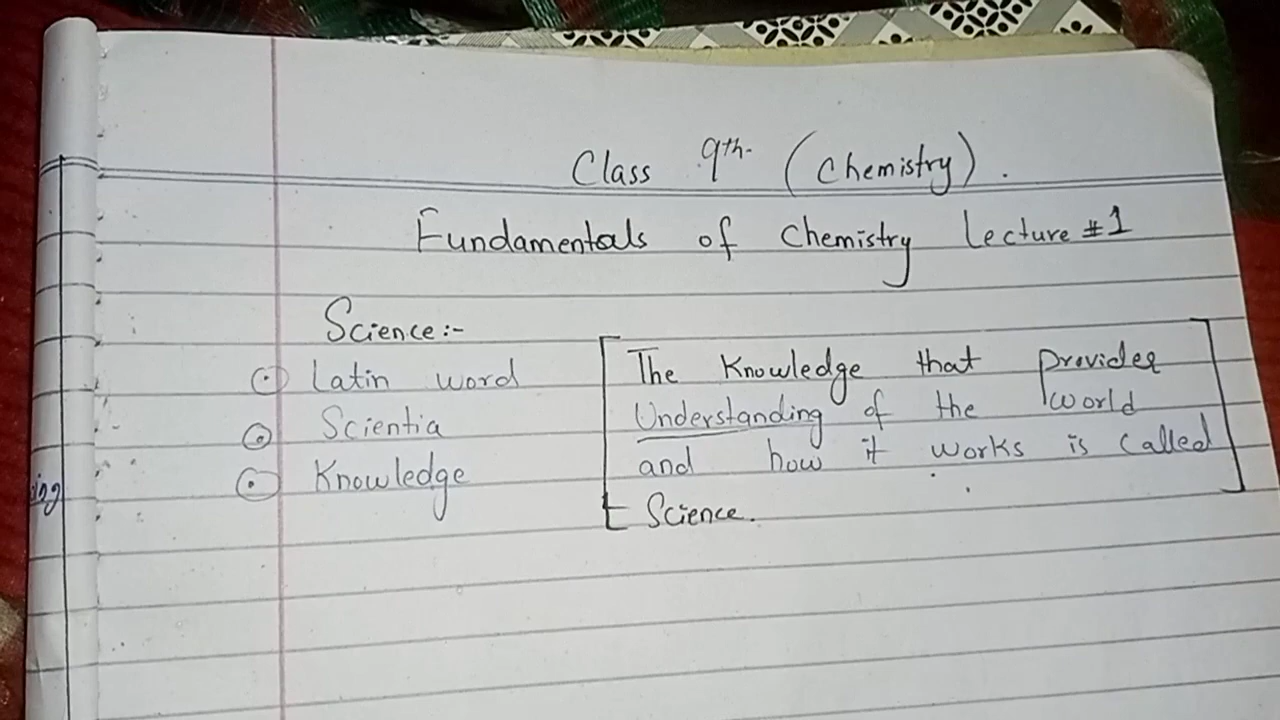 Class 9th. (Chemistry).
Fundamentals of Chemistry Lecture #1
Science:-
Latin word
Scientia
Knowledge
[The Knowledge that provides
Understanding of the world
and how it works is called
Science.]